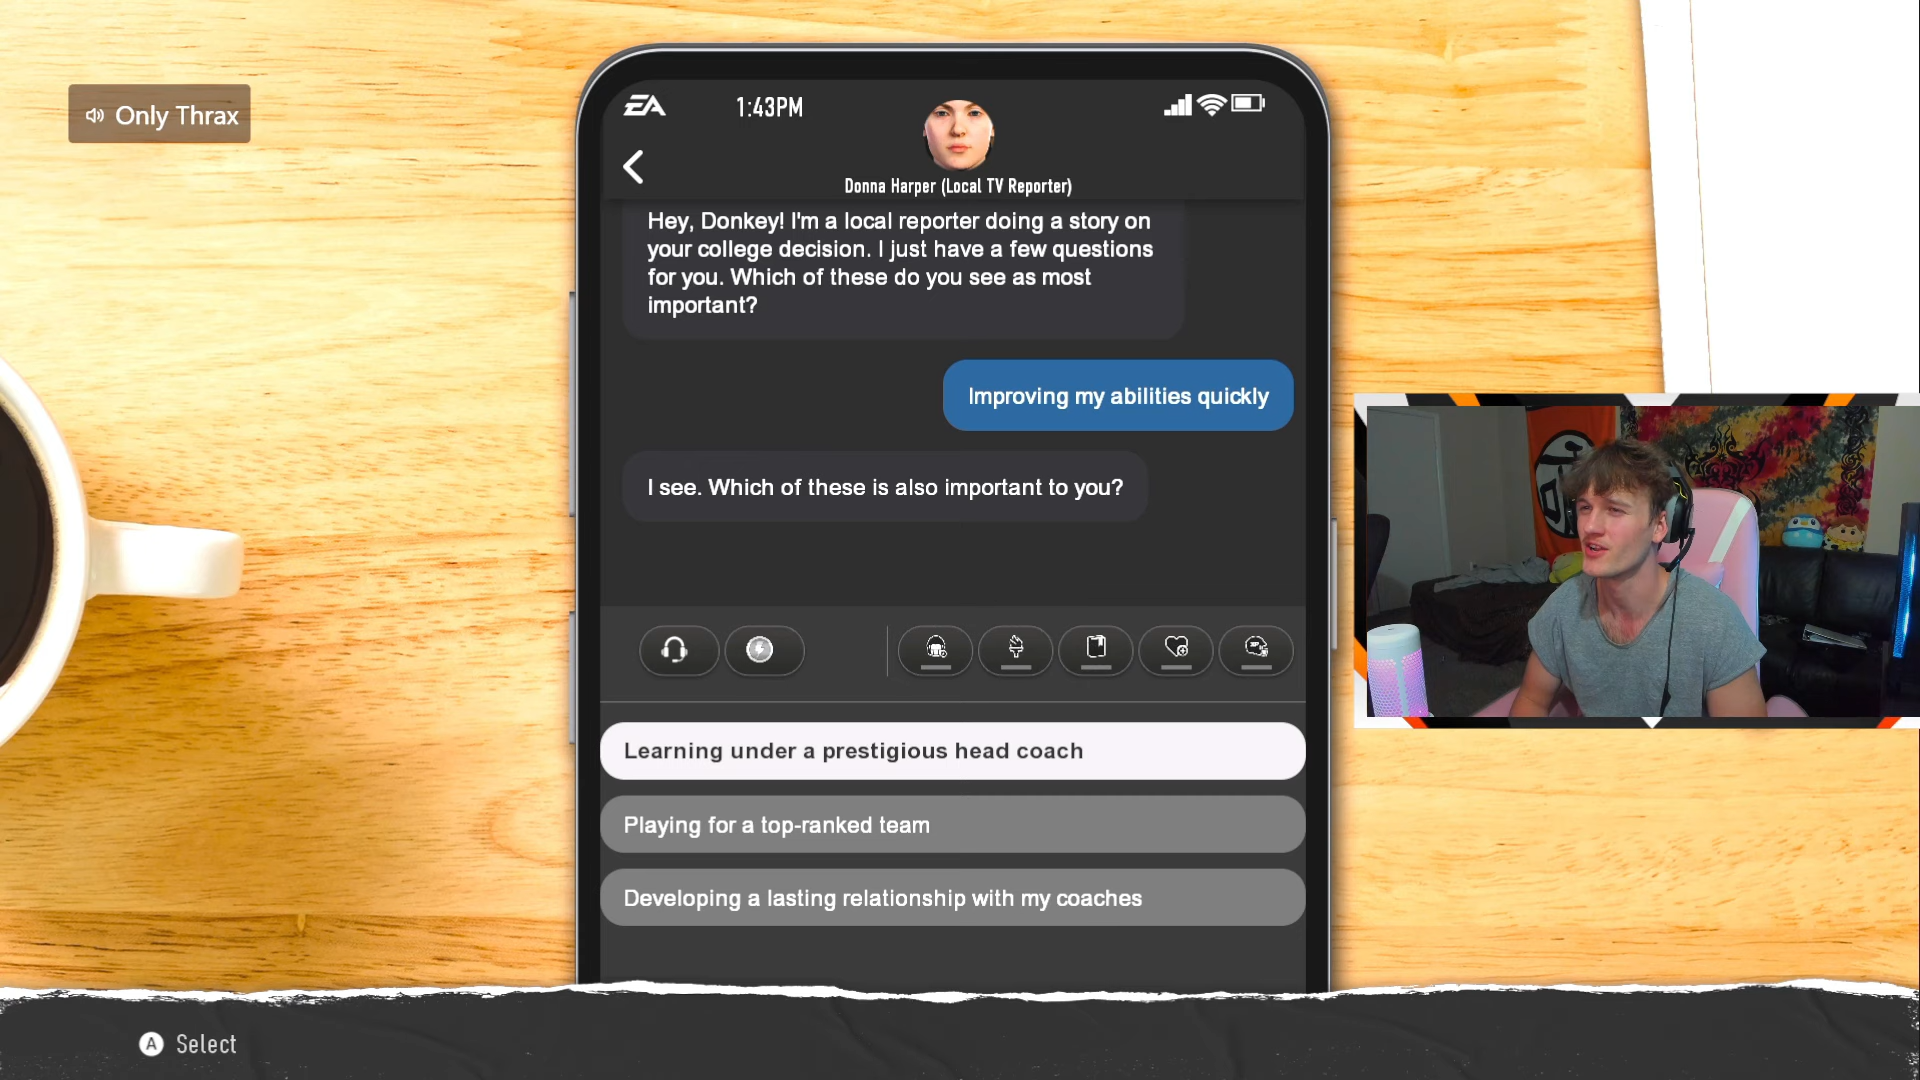 Only Thrax
EA
1:43PM
Donna Harper (Local TV Reporter)
Hey, Donkey! I'm a local reporter doing a story on
your college decision. I just have a few questions
for you. Which of these do you see as most
important?
Improving my abilities quickly
I see. Which of these is also important to you?
Learning under a prestigious head coach
Playing for a top-ranked team
Developing a lasting relationship with my coaches
A Select